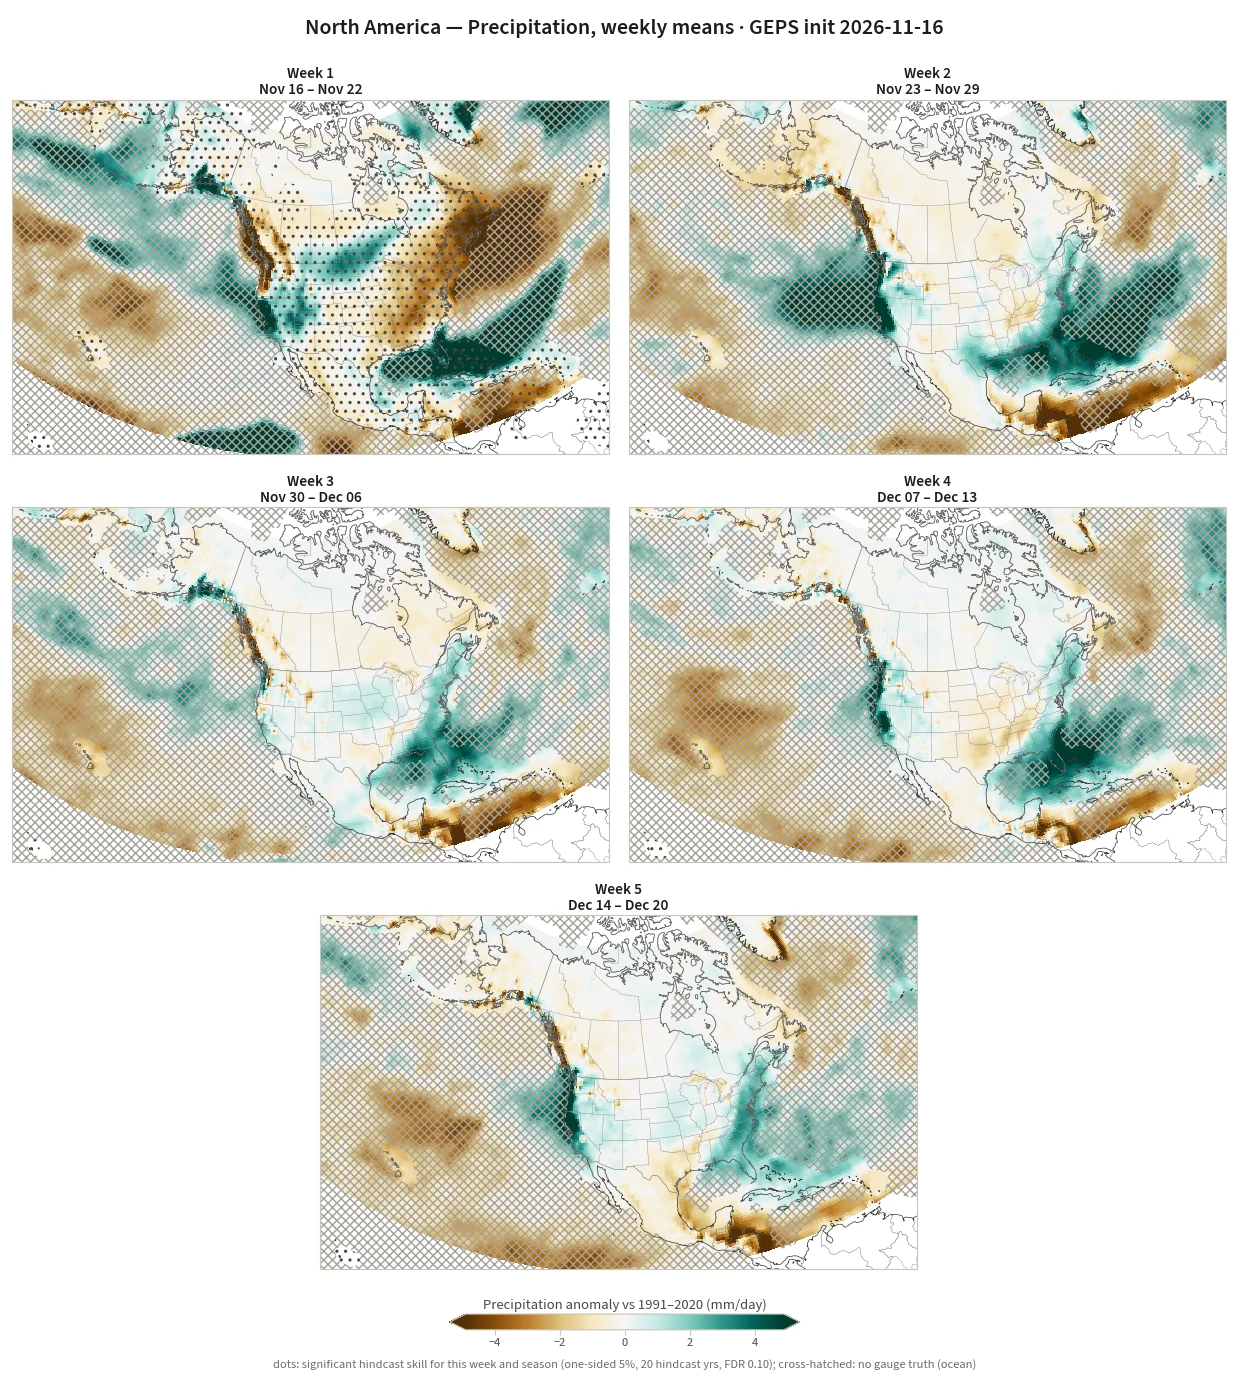 North America — Precipitation, weekly means · GEPS init 2026-11-16
Week 1
Nov 16 – Nov 22
Week 2
Nov 23 – Nov 29
Week 3
Nov 30 – Dec 06
Week 4
Dec 07 – Dec 13
Week 5
Dec 14 – Dec 20
Precipitation anomaly vs 1991–2020 (mm/day)
−4 −2 0 2 4
dots: significant hindcast skill for this week and season (one-sided 5%, 20 hindcast yrs, FDR 0.10); cross-hatched: no gauge truth (ocean)